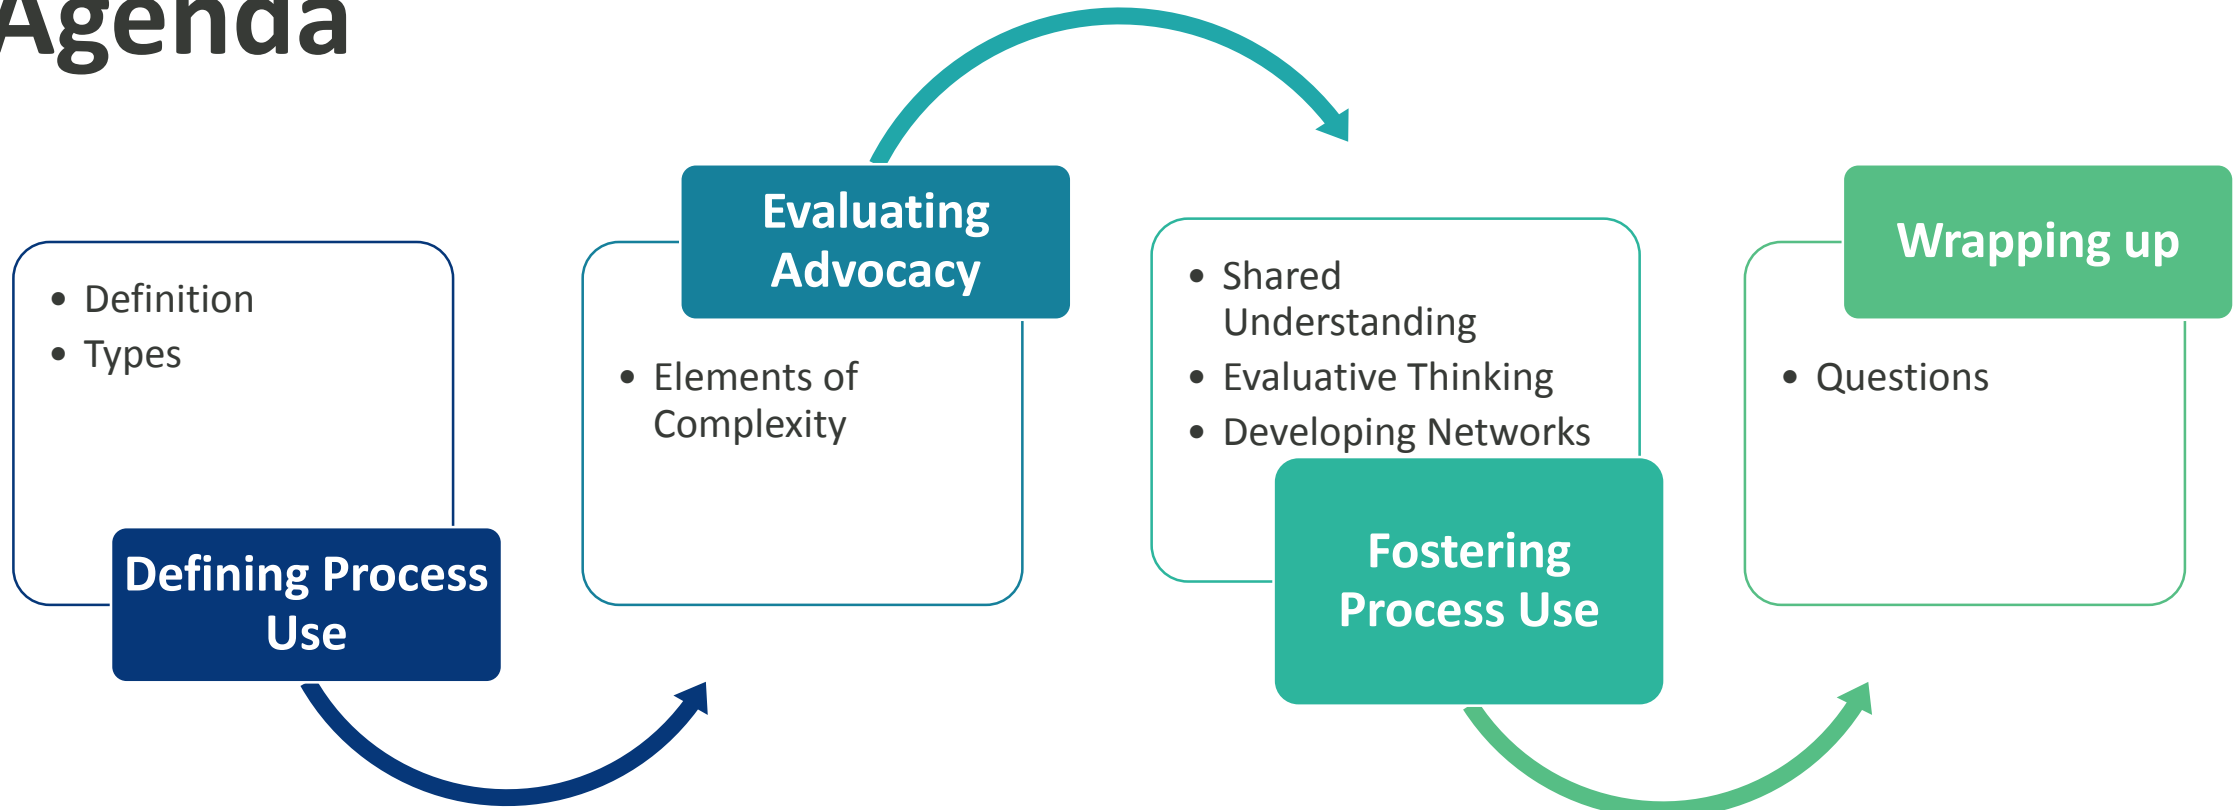 Agenda
• Definition
• Types
Defining Process
Use
Evaluating
Advocacy
• Elements of
Complexity
• Shared
Understanding
• Evaluative Thinking
• Developing Networks
Fostering
Process Use
Wrapping up
• Questions